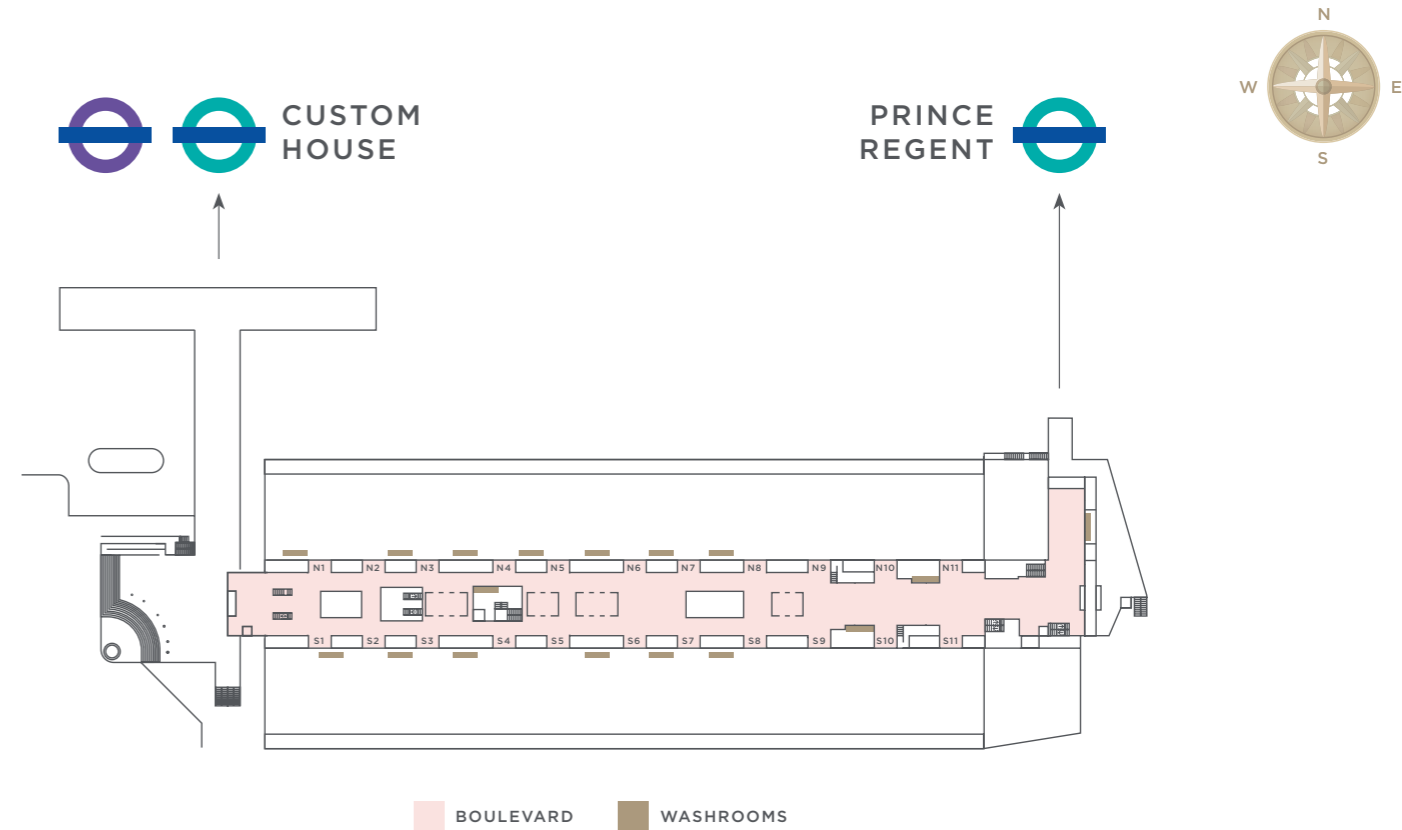 N
W E
S
CUSTOM
HOUSE
PRINCE
REGENT
N1 N2 N3 N4 N5 N6 N7 N8 N9 N10 N11
S1 S2 S3 S4 S5 S6 S7 S8 S9 S10 S11
BOULEVARD WASHROOMS